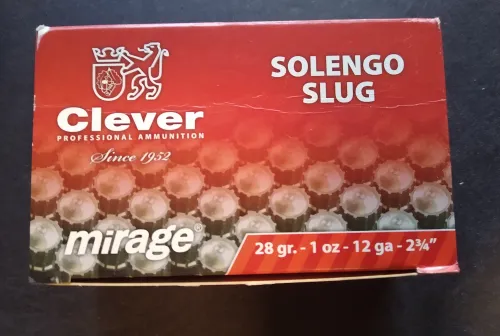 Clever
PROFESSIONAL AMMUNITION
Since 1952
mirage®
SOLENGO
SLUG
28 gr. - 1 oz - 12 ga - 2¾"